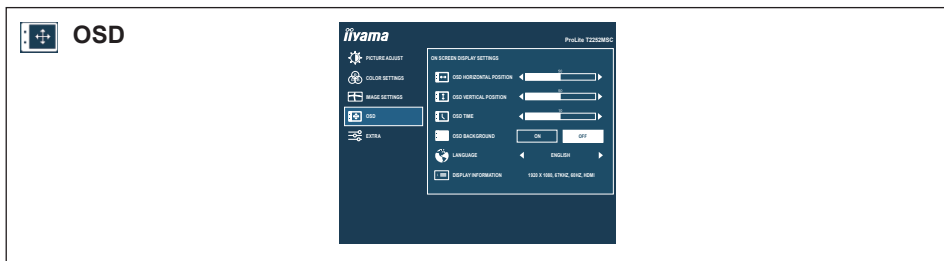 OSD
iiyama
ProLite T2252MSC
PICTURE ADJUST
COLOR SETTINGS
IMAGE SETTINGS
OSD
EXTRA
ON SCREEN DISPLAY SETTINGS
OSD HORIZONTAL POSITION
OSD VERTICAL POSITION
OSD TIME
OSD BACKGROUND ON OFF
LANGUAGE ENGLISH
DISPLAY INFORMATION 1920 X 1080, 67KHZ, 60HZ, HDMI